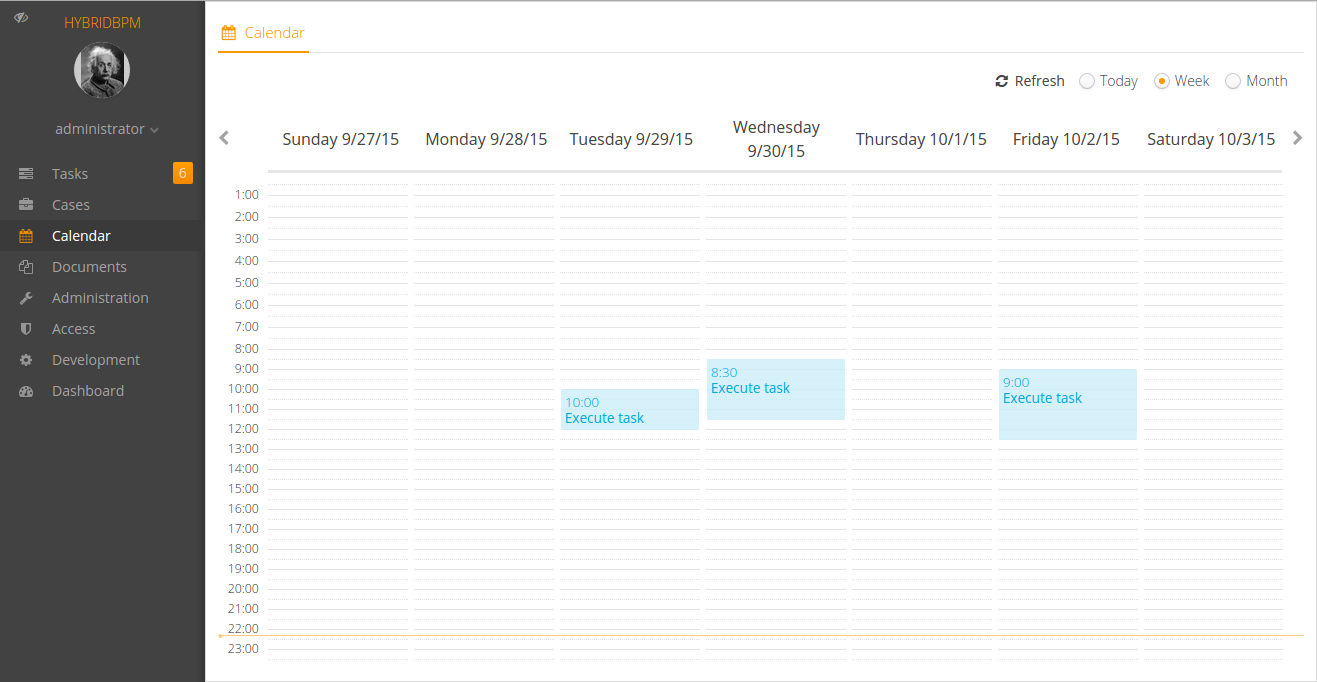 HYBRIDBPM
administrator
Tasks 6
Cases
Calendar
Documents
Administration
Access
Development
Dashboard
Calendar
Refresh Today Week Month
Sunday 9/27/15 Monday 9/28/15 Tuesday 9/29/15 Wednesday 9/30/15 Thursday 10/1/15 Friday 10/2/15 Saturday 10/3/15
1:00
2:00
3:00
4:00
5:00
6:00
7:00
8:00
9:00
10:00
11:00
12:00
13:00
14:00
15:00
16:00
17:00
18:00
19:00
20:00
21:00
22:00
23:00
10:00
Execute task
8:30
Execute task
9:00
Execute task